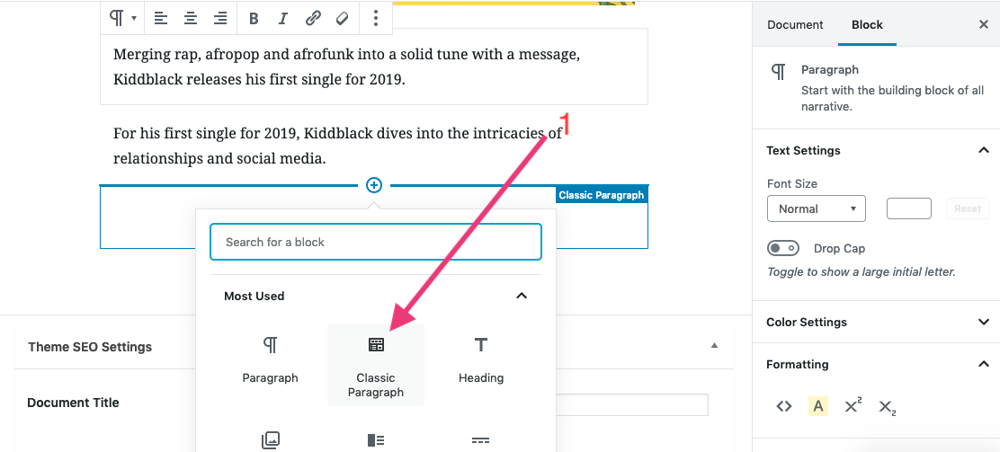 Document
Block
Merging rap, afropop and afrofunk into a solid tune with a message,
Kiddblack releases his first single for 2019.
For his first single for 2019, Kiddblack dives into the intricacies of
relationships and social media.
1
Classic Paragraph
Search for a block
Most Used
Paragraph
Classic
Paragraph
Heading
Theme SEO Settings
Document Title
Paragraph
Start with the building block of all
narrative.
Text Settings
Font Size
Normal
Reset
Drop Cap
Toggle to show a large initial letter.
Color Settings
Formatting